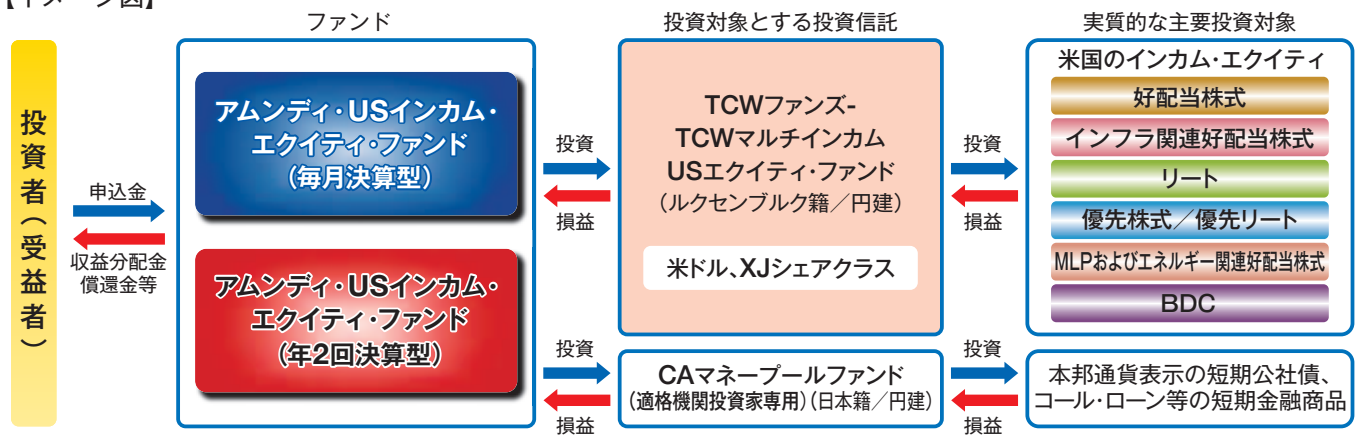 【イメージ図】
ファンド
投資対象とする投資信託
実質的な主要投資対象
投資者(受益者)
申込金
収益分配金
償還金等
アムンディ・USインカム・
エクイティ・ファンド
(毎月決算型)
アムンディ・USインカム・
エクイティ・ファンド
(年2回決算型)
投資
損益
投資
損益
TCWファンズ-
TCWマルチインカム
USエクイティ・ファンド
(ルクセンブルク籍/円建)
米ドル、XJシェアクラス
CAマネープールファンド
(適格機関投資家専用)(日本籍/円建)
投資
損益
投資
損益
米国のインカム・エクイティ
好配当株式
インフラ関連好配当株式
リート
優先株式/優先リート
MLPおよびエネルギー関連好配当株式
BDC
本邦通貨表示の短期公社債、
コール・ローン等の短期金融商品